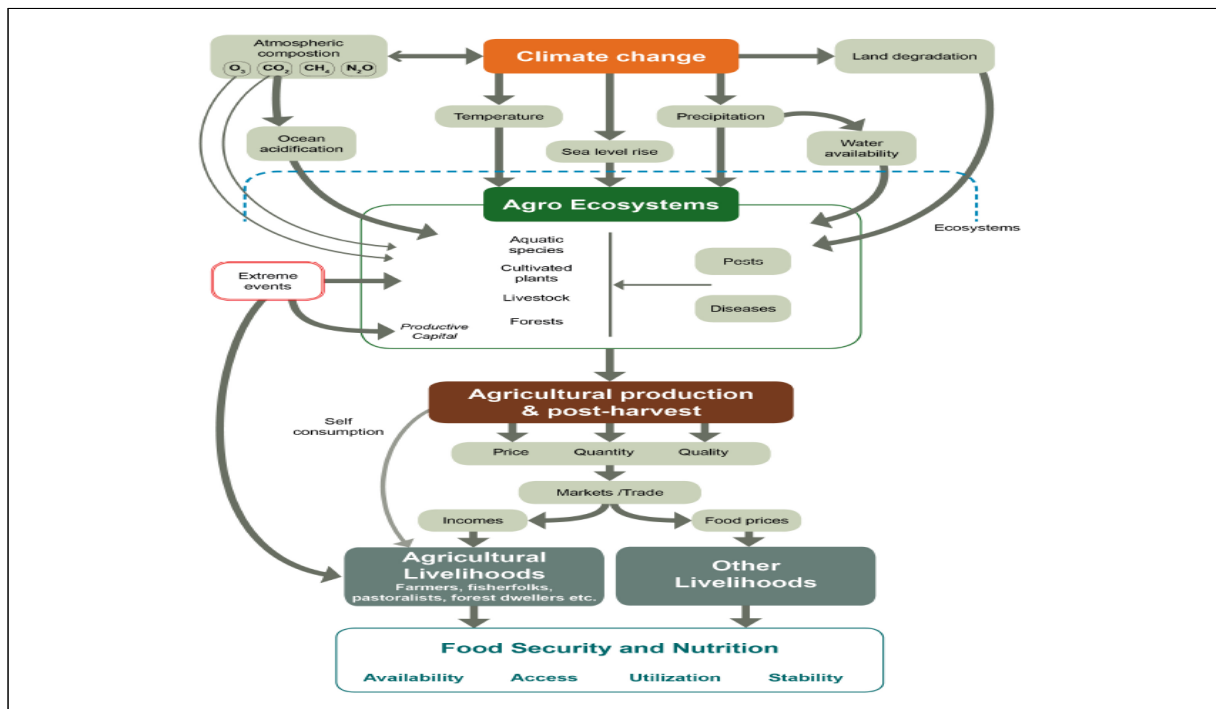 Atmospheric
compostion
O3 CO2 CH4 N2O
Climate change
Land degradation
Temperature
Precipitation
Ocean
acidification
Sea level rise
Water
availability
Agro Ecosystems
Ecosystems
Aquatic
species
Cultivated
plants
Livestock
Forests
Pests
Diseases
Extreme
events
Productive
Capital
Agricultural production
& post-harvest
Self
consumption
Price Quantity Quality
Markets /Trade
Incomes
Food prices
Agricultural
Livelihoods
Farmers, fisherfolks,
pastoralists, forest dwellers etc.
Other
Livelihoods
Food Security and Nutrition
Availability Access Utilization Stability